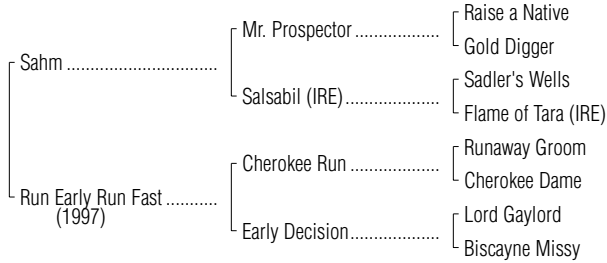 Raise a Native
Mr. Prospector ..................
Gold Digger
Sahm ................................
Sadler's Wells
Salsabil (IRE)....................
Flame of Tara (IRE)
Runaway Groom
Cherokee Run ...................
Cherokee Dame
Run Early Run Fast ...........
(1997)
Lord Gaylord
Early Decision...................
Biscayne Missy